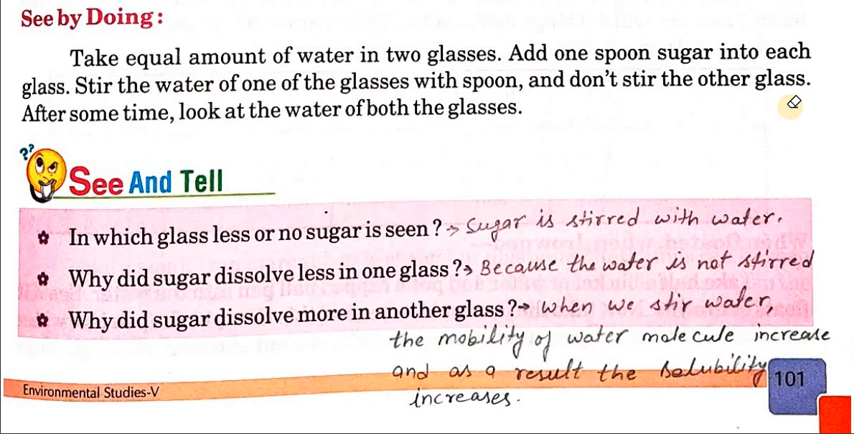 See by Doing :
Take equal amount of water in two glasses. Add one spoon sugar into each
glass. Stir the water of one of the glasses with spoon, and don't stir the other glass.
After some time, look at the water of both the glasses.
??
See And Tell
In which glass less or no sugar is seen ? → Sugar is stirred with water.
Why did sugar dissolve less in one glass ? → Because the water is not stirred
Why did sugar dissolve more in another glass ? → when we stir water,
the mobility of water molecule increase
and as a result the solubility
increases.
Environmental Studies-V
101